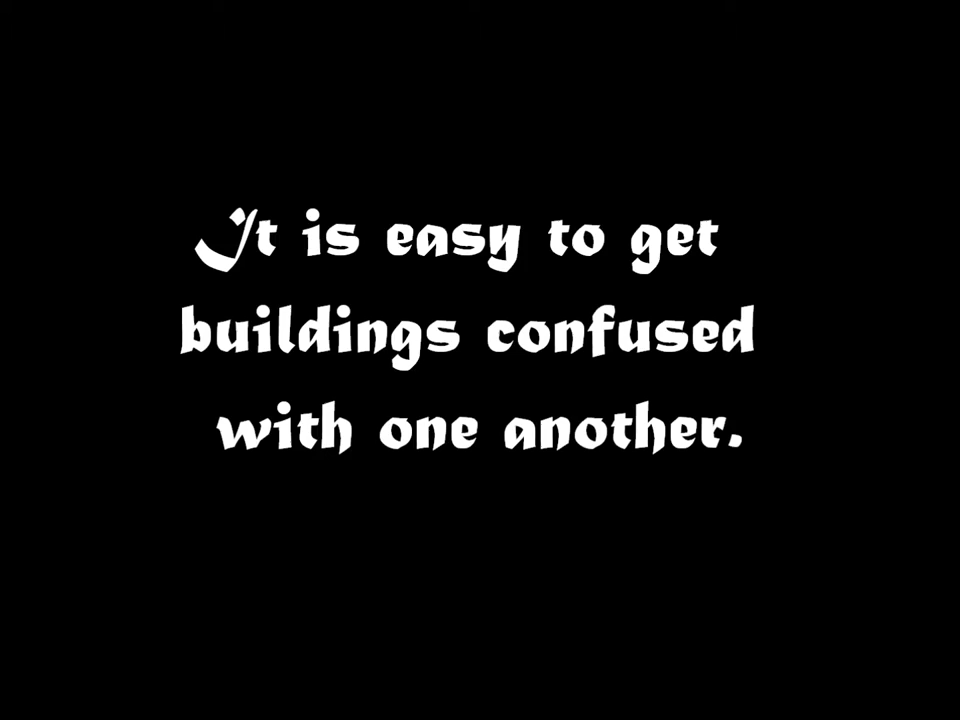 It is easy to get
buildings confused
with one another.